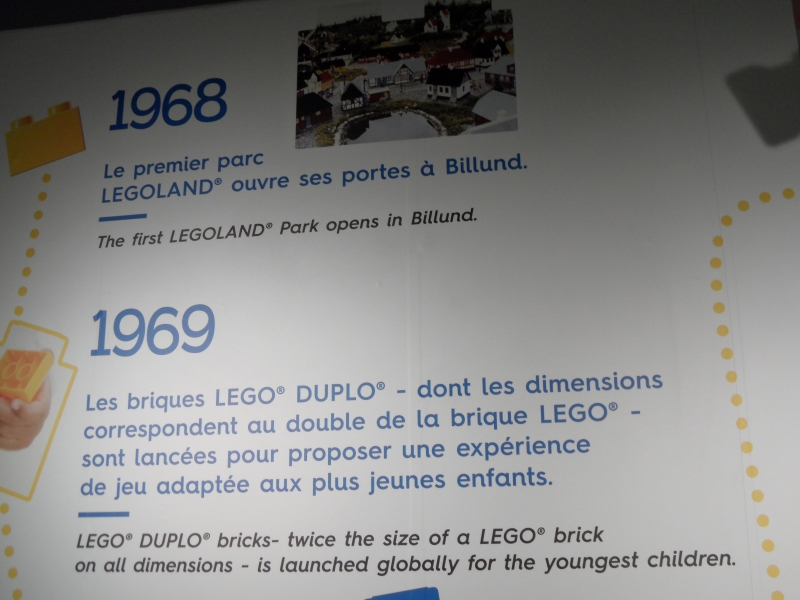 1968
Le premier parc
LEGOLAND® ouvre ses portes à Billund.
The first LEGOLAND® Park opens in Billund.
1969
Les briques LEGO® DUPLO® - dont les dimensions
correspondent au double de la brique LEGO® -
sont lancées pour proposer une expérience
de jeu adaptée aux plus jeunes enfants.
LEGO® DUPLO® bricks- twice the size of a LEGO® brick
on all dimensions - is launched globally for the youngest children.